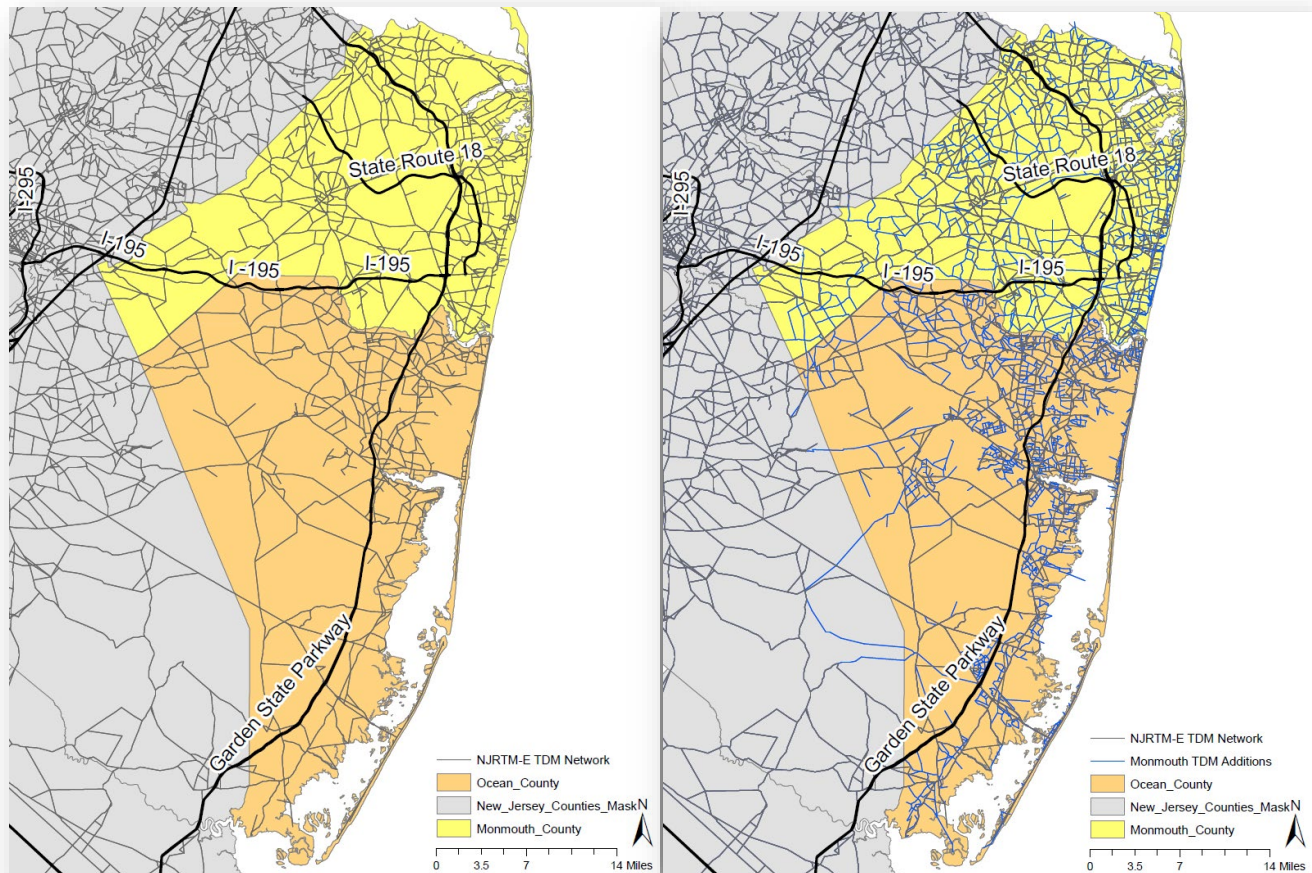 State Route 18
I-295
I-195
I -195
I-195
Garden State Parkway
NJRTM-E TDM Network
Ocean_County
New_Jersey_Counties_Mask
Monmouth_County
N
0 3.5 7 14 Miles
State Route 18
I-295
I-195
I -195
I-195
Garden State Parkway
NJRTM-E TDM Network
Monmouth TDM Additions
Ocean_County
New_Jersey_Counties_Mask
Monmouth_County
N
0 3.5 7 14 Miles